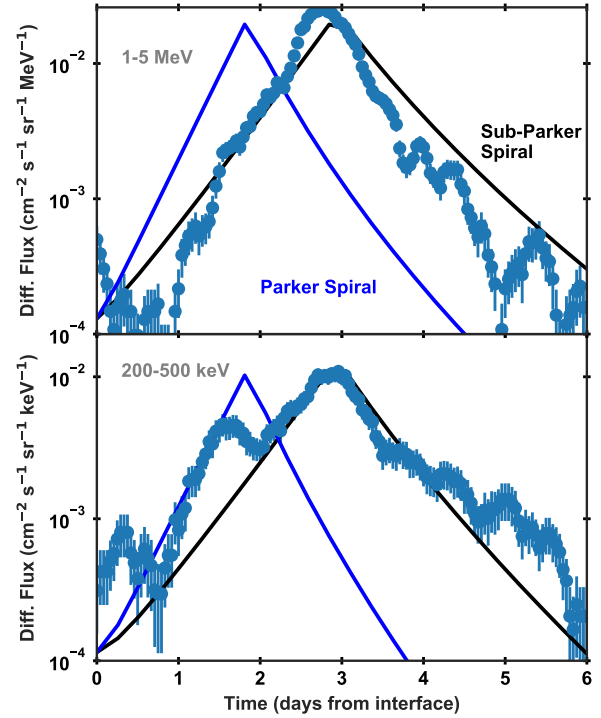 Diff. Flux (cm⁻² s⁻¹ sr⁻¹ MeV⁻¹)
10⁻²
10⁻³
10⁻⁴
1-5 MeV
Sub-Parker
Spiral
Parker Spiral
Diff. Flux (cm⁻² s⁻¹ sr⁻¹ keV⁻¹)
10⁻²
10⁻³
10⁻⁴
200-500 keV
0 1 2 3 4 5 6
Time (days from interface)